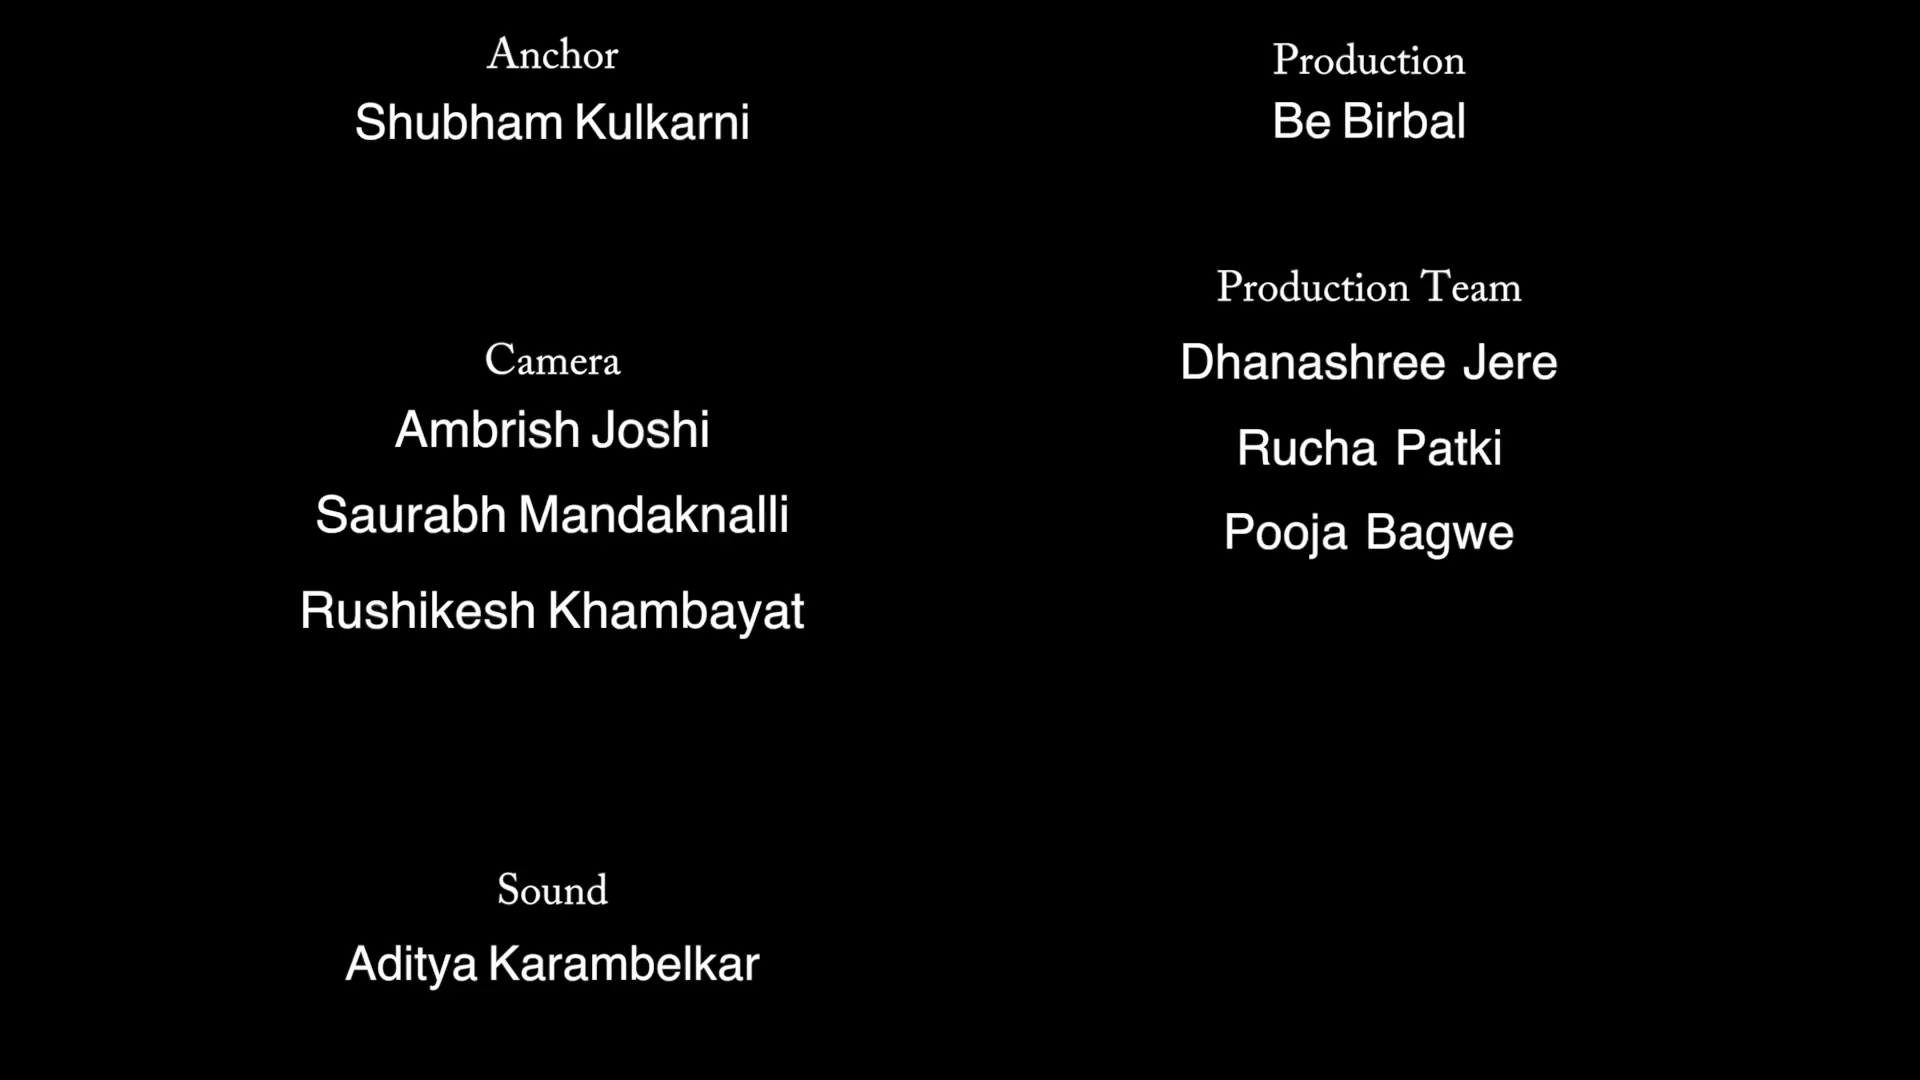 Anchor
Shubham Kulkarni
Camera
Ambrish Joshi
Saurabh Mandaknalli
Rushikesh Khambayat
Sound
Aditya Karambelkar
Production
Be Birbal
Production Team
Dhanashree Jere
Rucha Patki
Pooja Bagwe